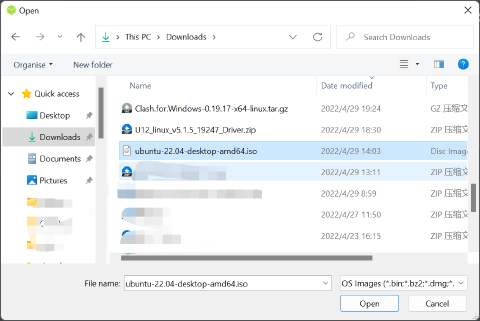 Open
This PC > Downloads >
Search Downloads
Organise
New folder
Name
Date modified
Type
Quick access
Desktop
Downloads
Documents
Pictures
Clash.for.Windows-0.19.17-x64-linux.tar.gz 2022/4/29 19:24 GZ 压缩文
U12_linux_v5.1.5_19247_Driver.zip 2022/4/29 18:30 ZIP 压缩文
ubuntu-22.04-desktop-amd64.iso 2022/4/29 14:03 Disc Imag
2022/4/29 13:11 ZIP 压缩文
2022/4/29 8:59 ZIP 压缩文
2022/4/27 11:50 ZIP 压缩文
2022/4/23 16:15 ZIP 压缩文
File name: ubuntu-22.04-desktop-amd64.iso
OS Images (*.bin;*.bz2;*.dmg;*.
Open
Cancel